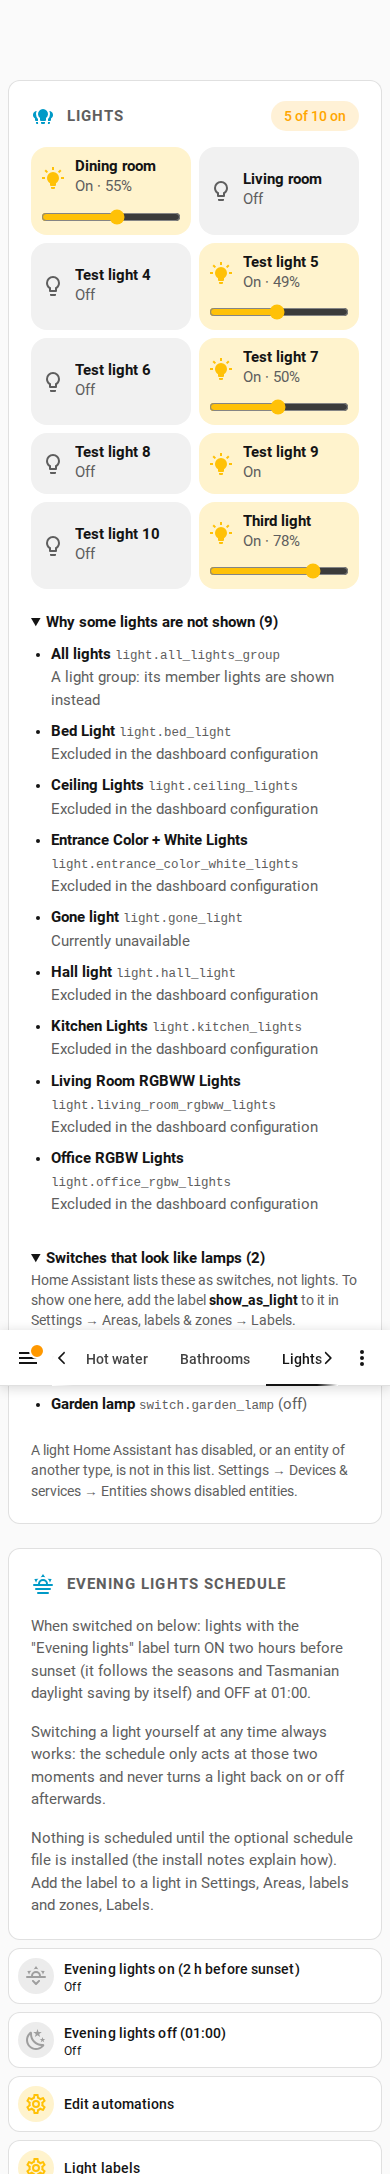 LIGHTS
5 of 10 on
Dining room
On · 55%
Living room
Off
Test light 4
Off
Test light 5
On · 49%
Test light 6
Off
Test light 7
On · 50%
Test light 8
Off
Test light 9
On
Test light 10
Off
Third light
On · 78%
Why some lights are not shown (9)
All lights light.all_lights_group
A light group: its member lights are shown
instead
Bed Light light.bed_light
Excluded in the dashboard configuration
Ceiling Lights light.ceiling_lights
Excluded in the dashboard configuration
Entrance Color + White Lights
light.entrance_color_white_lights
Excluded in the dashboard configuration
Gone light light.gone_light
Currently unavailable
Hall light light.hall_light
Excluded in the dashboard configuration
Kitchen Lights light.kitchen_lights
Excluded in the dashboard configuration
Living Room RGBWW Lights
light.living_room_rgbww_lights
Excluded in the dashboard configuration
Office RGBW Lights
light.office_rgbw_lights
Excluded in the dashboard configuration
Switches that look like lamps (2)
Home Assistant lists these as switches, not lights. To
show one here, add the label show_as_light to it in
Settings → Areas, labels & zones → Labels.
Hot water
Bathrooms
Lights
Garden lamp switch.garden_lamp (off)
A light Home Assistant has disabled, or an entity of
another type, is not in this list. Settings → Devices &
services → Entities shows disabled entities.
EVENING LIGHTS SCHEDULE
When switched on below: lights with the
"Evening lights" label turn ON two hours before
sunset (it follows the seasons and Tasmanian
daylight saving by itself) and OFF at 01:00.
Switching a light yourself at any time always
works: the schedule only acts at those two
moments and never turns a light back on or off
afterwards.
Nothing is scheduled until the optional schedule
file is installed (the install notes explain how).
Add the label to a light in Settings, Areas, labels
and zones, Labels.
Evening lights on (2 h before sunset)
Off
Evening lights off (01:00)
Off
Edit automations
Light labels